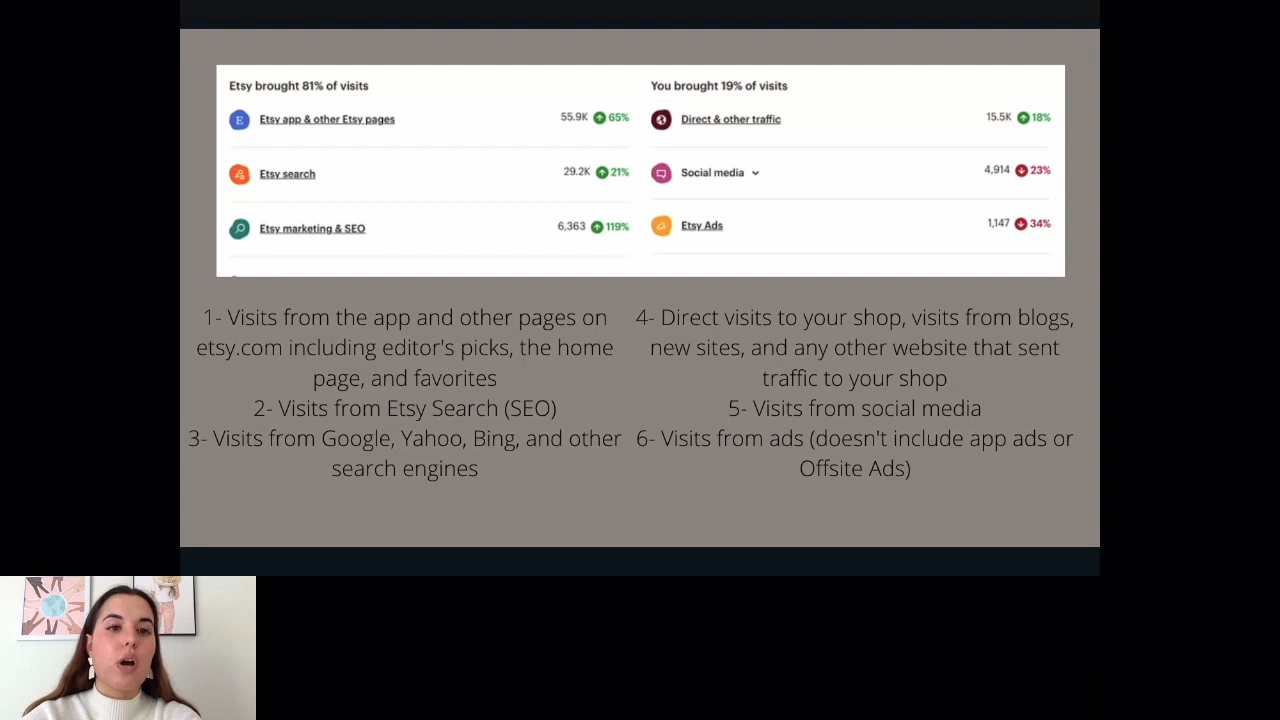 Etsy brought 81% of visits
Etsy app & other Etsy pages 55.9K 65%
Etsy search 29.2K 21%
Etsy marketing & SEO 6,363 119%
You brought 19% of visits
Direct & other traffic 15.5K 18%
Social media 4,914 23%
Etsy Ads 1,147 34%
1- Visits from the app and other pages on
etsy.com including editor's picks, the home
page, and favorites
2- Visits from Etsy Search (SEO)
3- Visits from Google, Yahoo, Bing, and other
search engines
4- Direct visits to your shop, visits from blogs,
new sites, and any other website that sent
traffic to your shop
5- Visits from social media
6- Visits from ads (doesn't include app ads or
Offsite Ads)